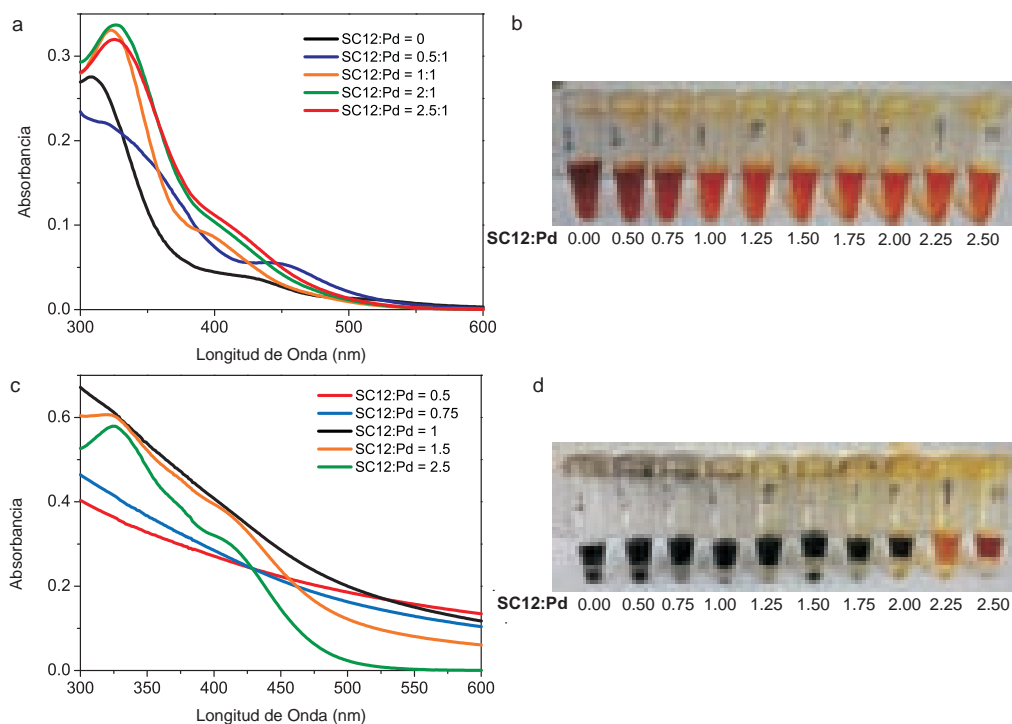 a
SC12:Pd = 0
SC12:Pd = 0.5:1
SC12:Pd = 1:1
SC12:Pd = 2:1
SC12:Pd = 2.5:1
0.3
0.2
0.1
0.0
Absorbancia
300 400 500 600
Longitud de Onda (nm)
b
SC12:Pd 0.00 0.50 0.75 1.00 1.25 1.50 1.75 2.00 2.25 2.50
c
SC12:Pd = 0.5
SC12:Pd = 0.75
SC12:Pd = 1
SC12:Pd = 1.5
SC12:Pd = 2.5
0.6
0.4
0.2
0.0
Absorbancia
300 350 400 450 500 550 600
Longitud de Onda (nm)
d
SC12:Pd 0.00 0.50 0.75 1.00 1.25 1.50 1.75 2.00 2.25 2.50